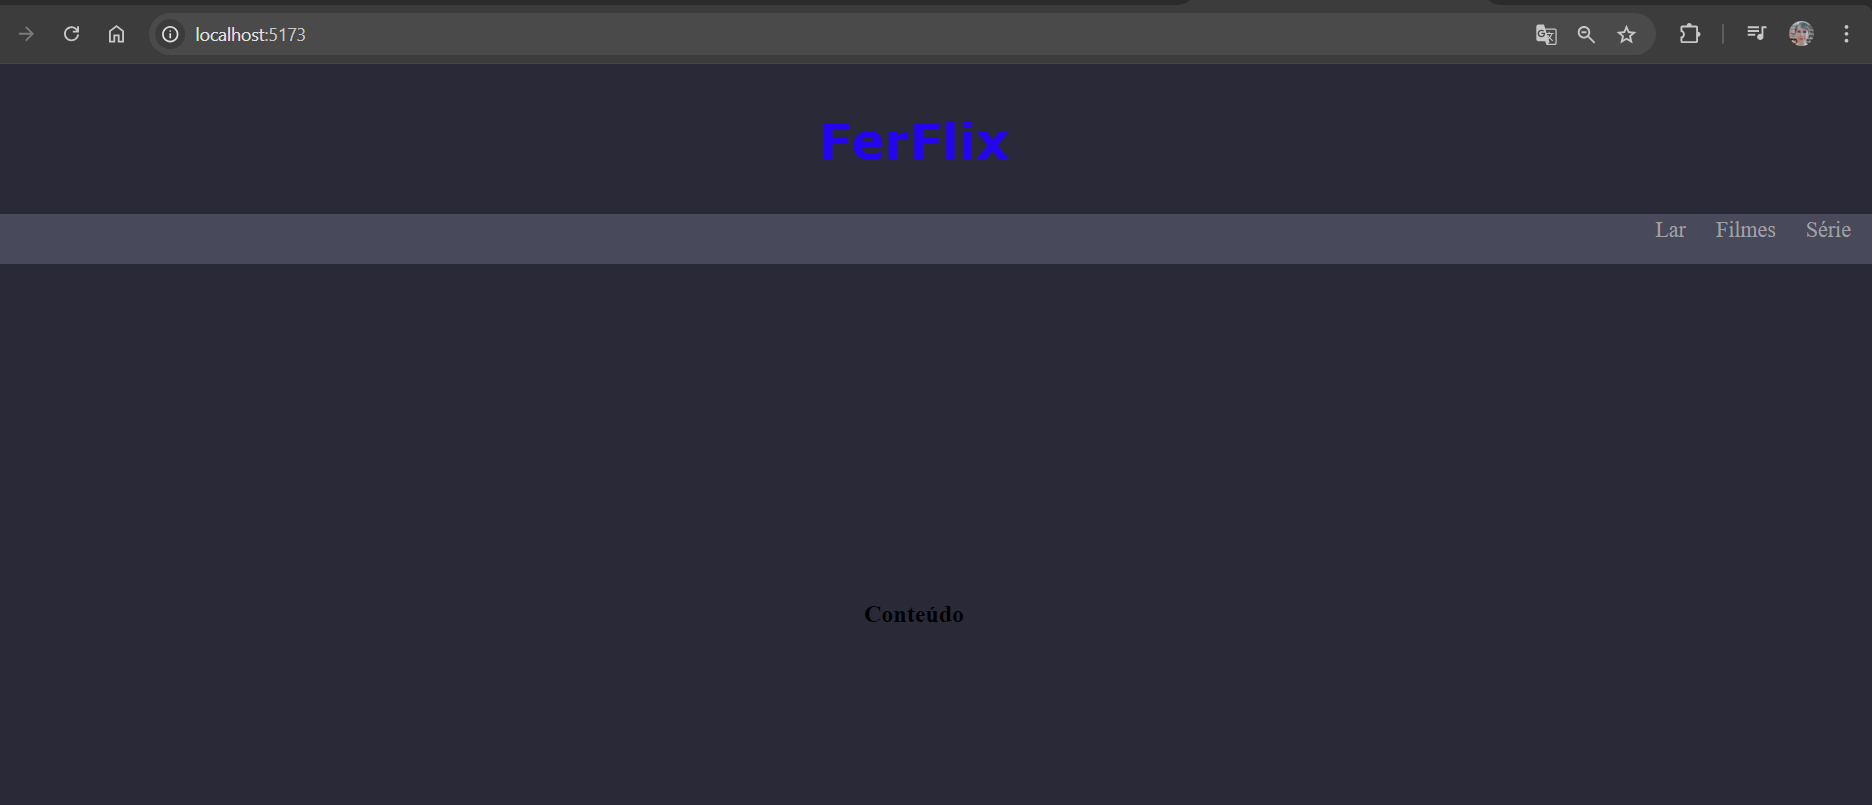 localhost:5173
FerFlix
Lar Filmes Série
Conteúdo